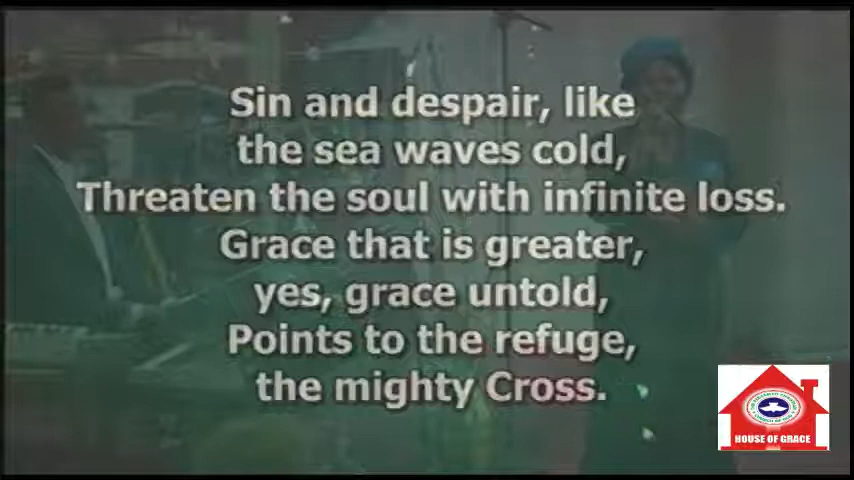 Sin and despair, like
the sea waves cold,
Threaten the soul with infinite loss.
Grace that is greater,
yes, grace untold,
Points to the refuge,
the mighty Cross.
HOUSE OF GRACE